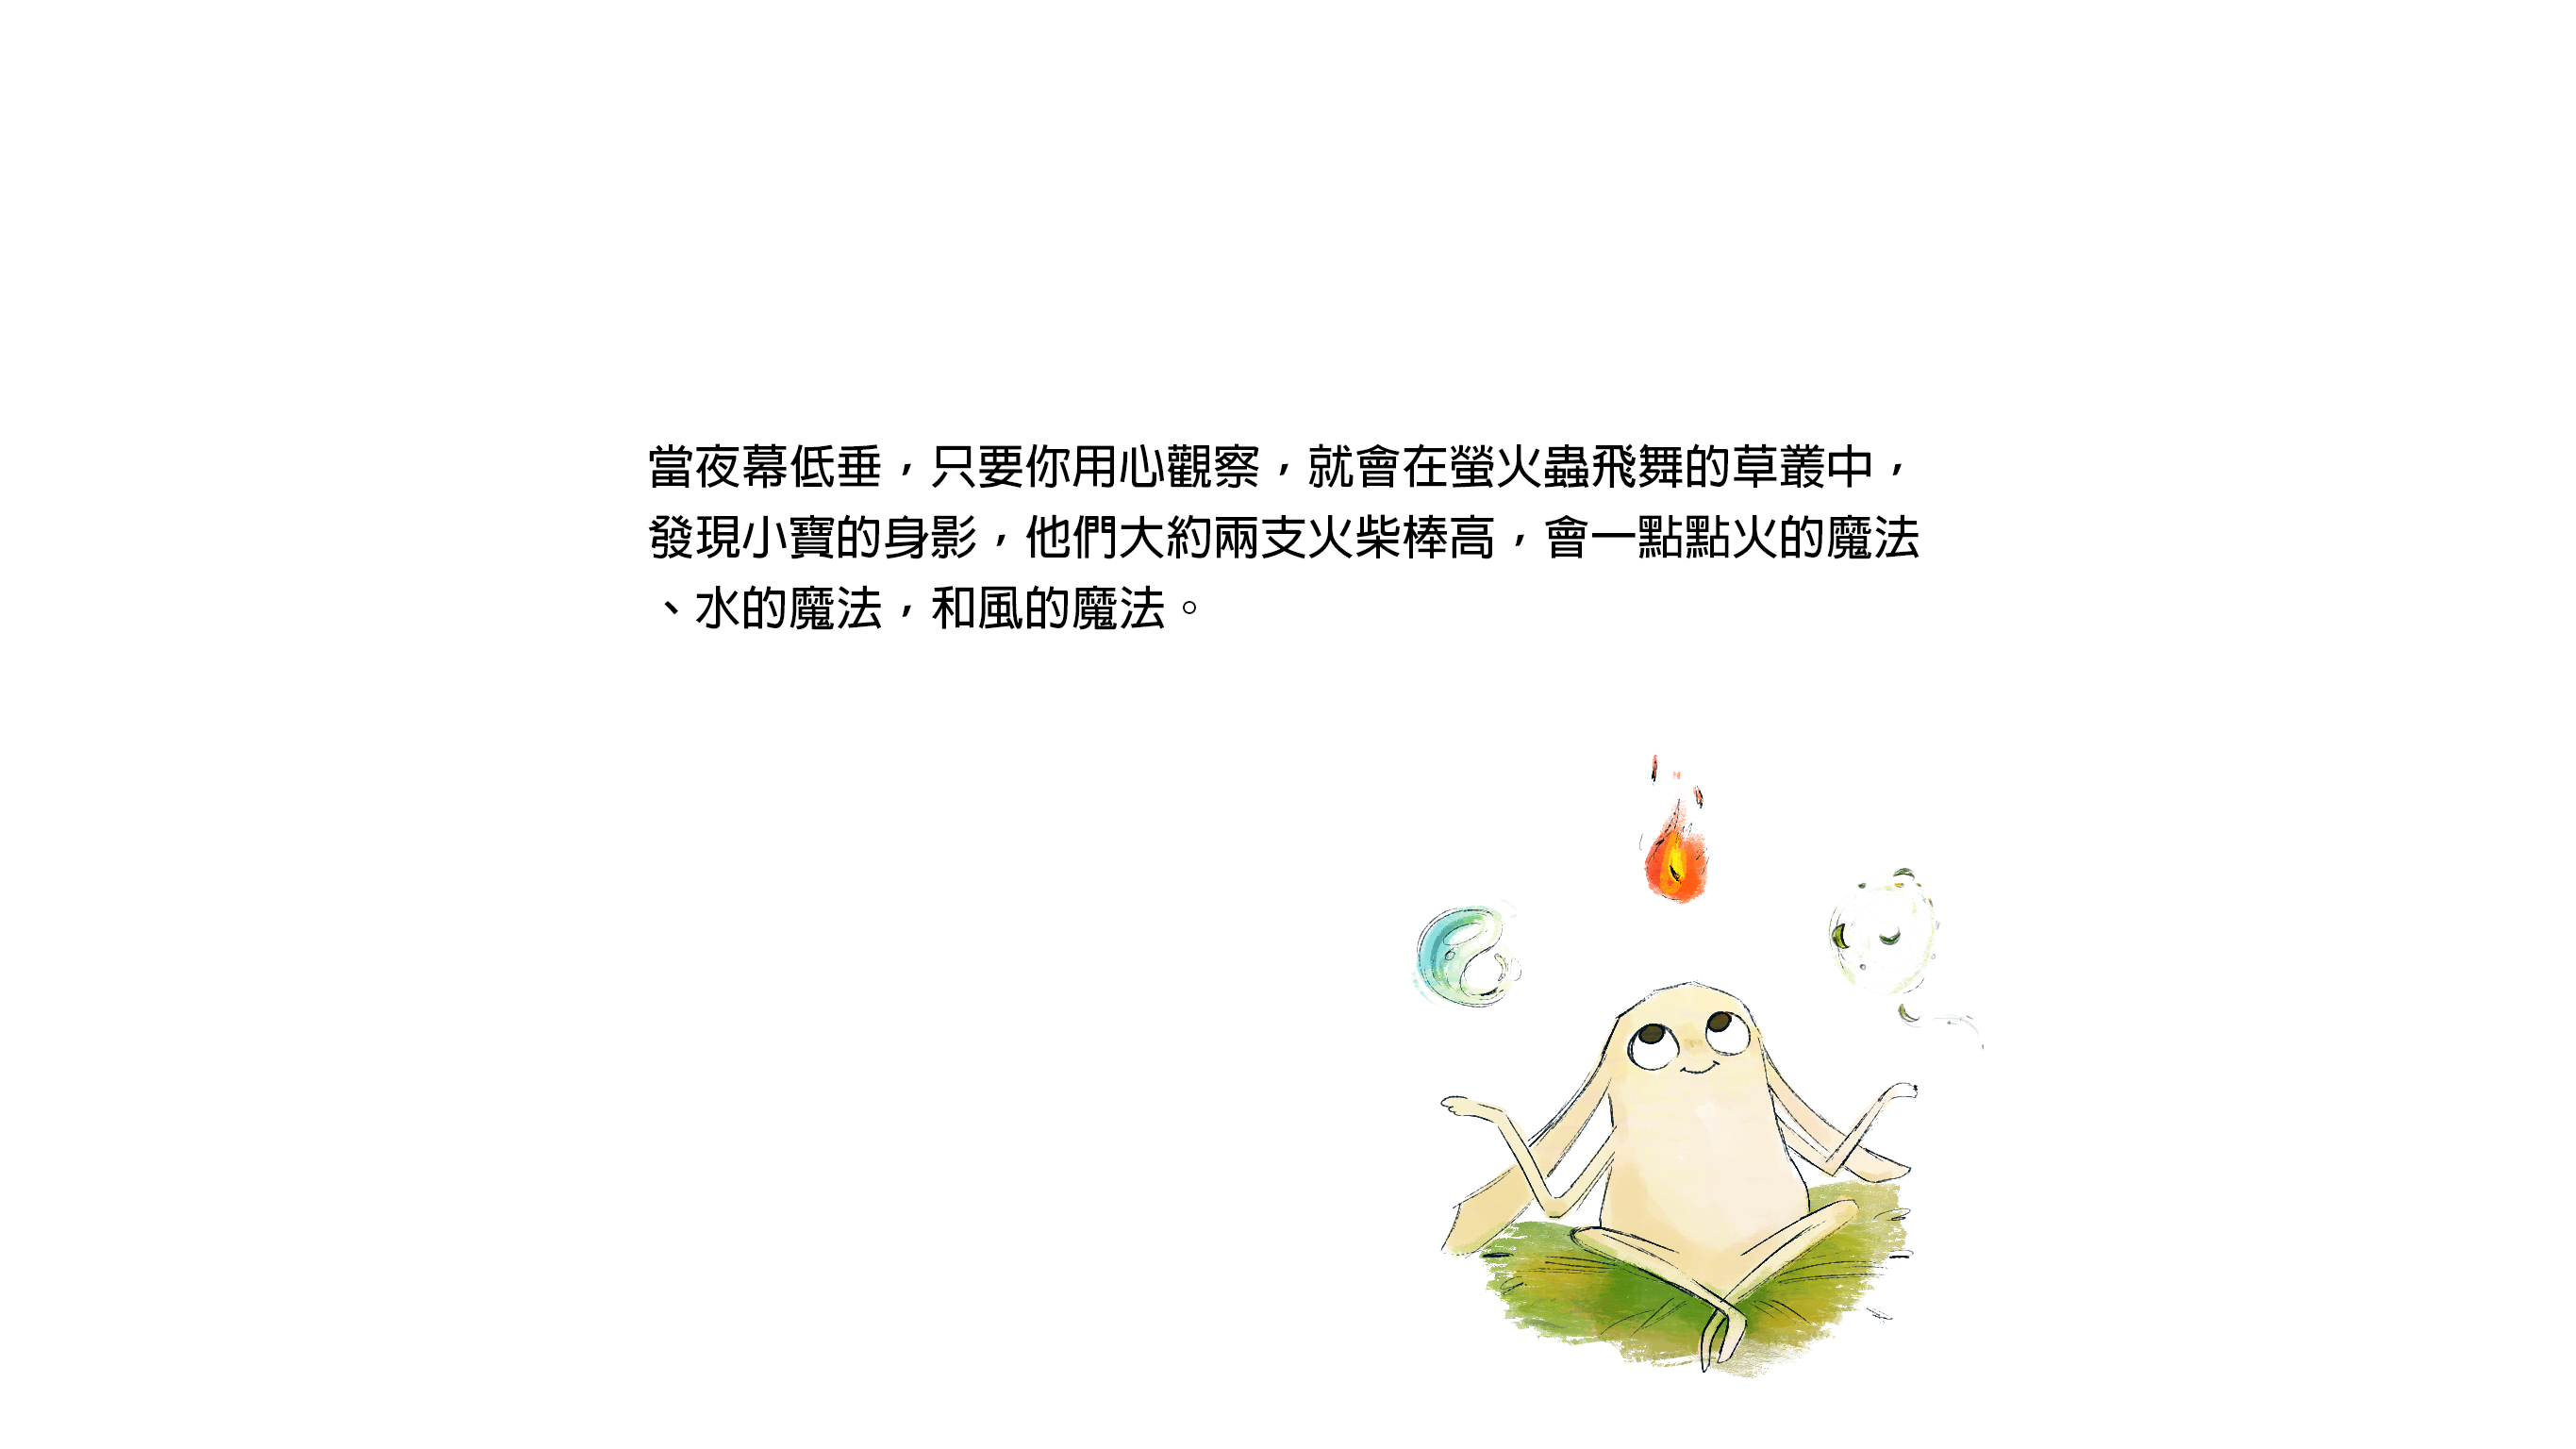 當夜幕低垂，只要你用心觀察，就會在螢火蟲飛舞的草叢中，
發現小寶的身影，他們大約兩支火柴棒高，會一點點火的魔法
、水的魔法，和風的魔法。